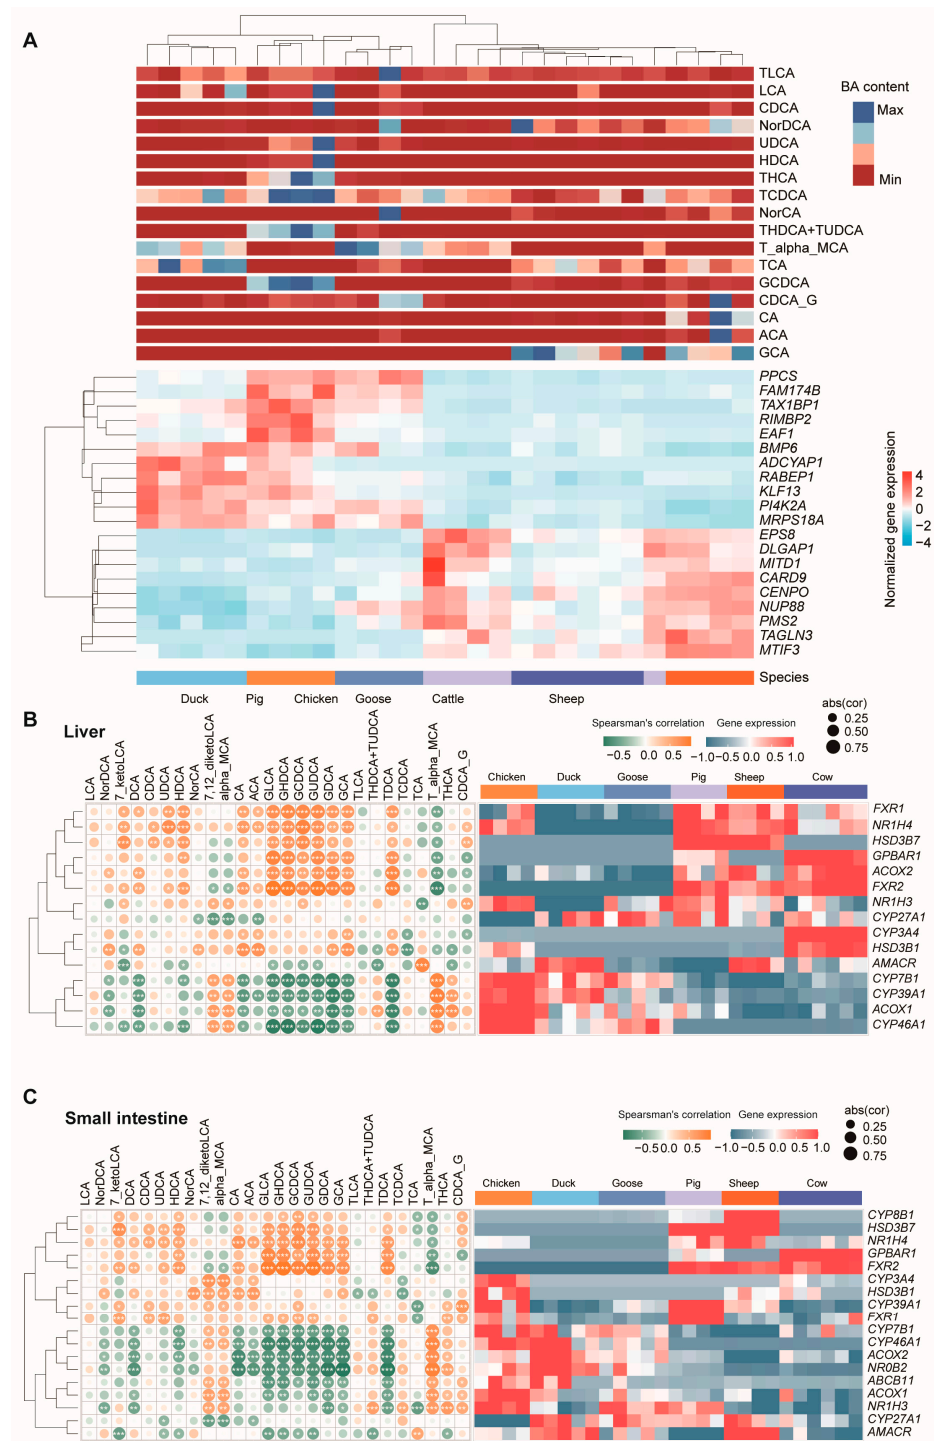 A
TLCA
LCA
CDCA
NorDCA
UDCA
HDCA
THCA
TCDCA
NorCA
THDCA+TUDCA
T_alpha_MCA
TCA
GCDCA
CDCA_G
CA
ACA
GCA
BA content
Max
Min
PPCS
FAM174B
TAX1BP1
RIMBP2
EAF1
BMP6
ADCYAP1
RABEP1
KLF13
PI4K2A
MRPS18A
EPS8
DLGAP1
MITD1
CARD9
CENPO
NUP88
PMS2
TAGLN3
MTIF3
Normalized gene expression
4
2
0
−2
−4
Species
Duck Pig Chicken Goose Cattle Sheep
B
Liver
LCA
NorDCA
7_ketoLCA
DCA
CDCA
UDCA
HDCA
NorCA
7,12_diketoLCA
alpha_MCA
CA
ACA
GLCA
GHDCA
GCDCA
GUDCA
GDCA
GCA
TLCA
THDCA+TUDCA
TDCA
TCDCA
TCA
T_alpha_MCA
THCA
CDCA_G
Spearsman's correlation
−0.5 0.0 0.5
Gene expression
−1.0−0.5 0.0 0.5 1.0
abs(cor)
0.25
0.50
0.75
Chicken Duck Goose Pig Sheep Cow
FXR1
NR1H4
HSD3B7
GPBAR1
ACOX2
FXR2
NR1H3
CYP27A1
CYP3A4
HSD3B1
AMACR
CYP7B1
CYP39A1
ACOX1
CYP46A1
C
Small intestine
LCA
NorDCA
7_ketoLCA
DCA
CDCA
UDCA
HDCA
NorCA
7,12_diketoLCA
alpha_MCA
CA
ACA
GLCA
GHDCA
GCDCA
GUDCA
GDCA
GCA
TLCA
THDCA+TUDCA
TDCA
TCDCA
TCA
T_alpha_MCA
THCA
CDCA_G
Spearsman's correlation
−0.50.0 0.5
Gene expression
−1.0−0.5 0.0 0.5 1.0
abs(cor)
0.25
0.50
0.75
Chicken Duck Goose Pig Sheep Cow
CYP8B1
HSD3B7
NR1H4
GPBAR1
FXR2
CYP3A4
HSD3B1
CYP39A1
FXR1
CYP7B1
CYP46A1
ACOX2
NR0B2
ABCB11
ACOX1
NR1H3
CYP27A1
AMACR